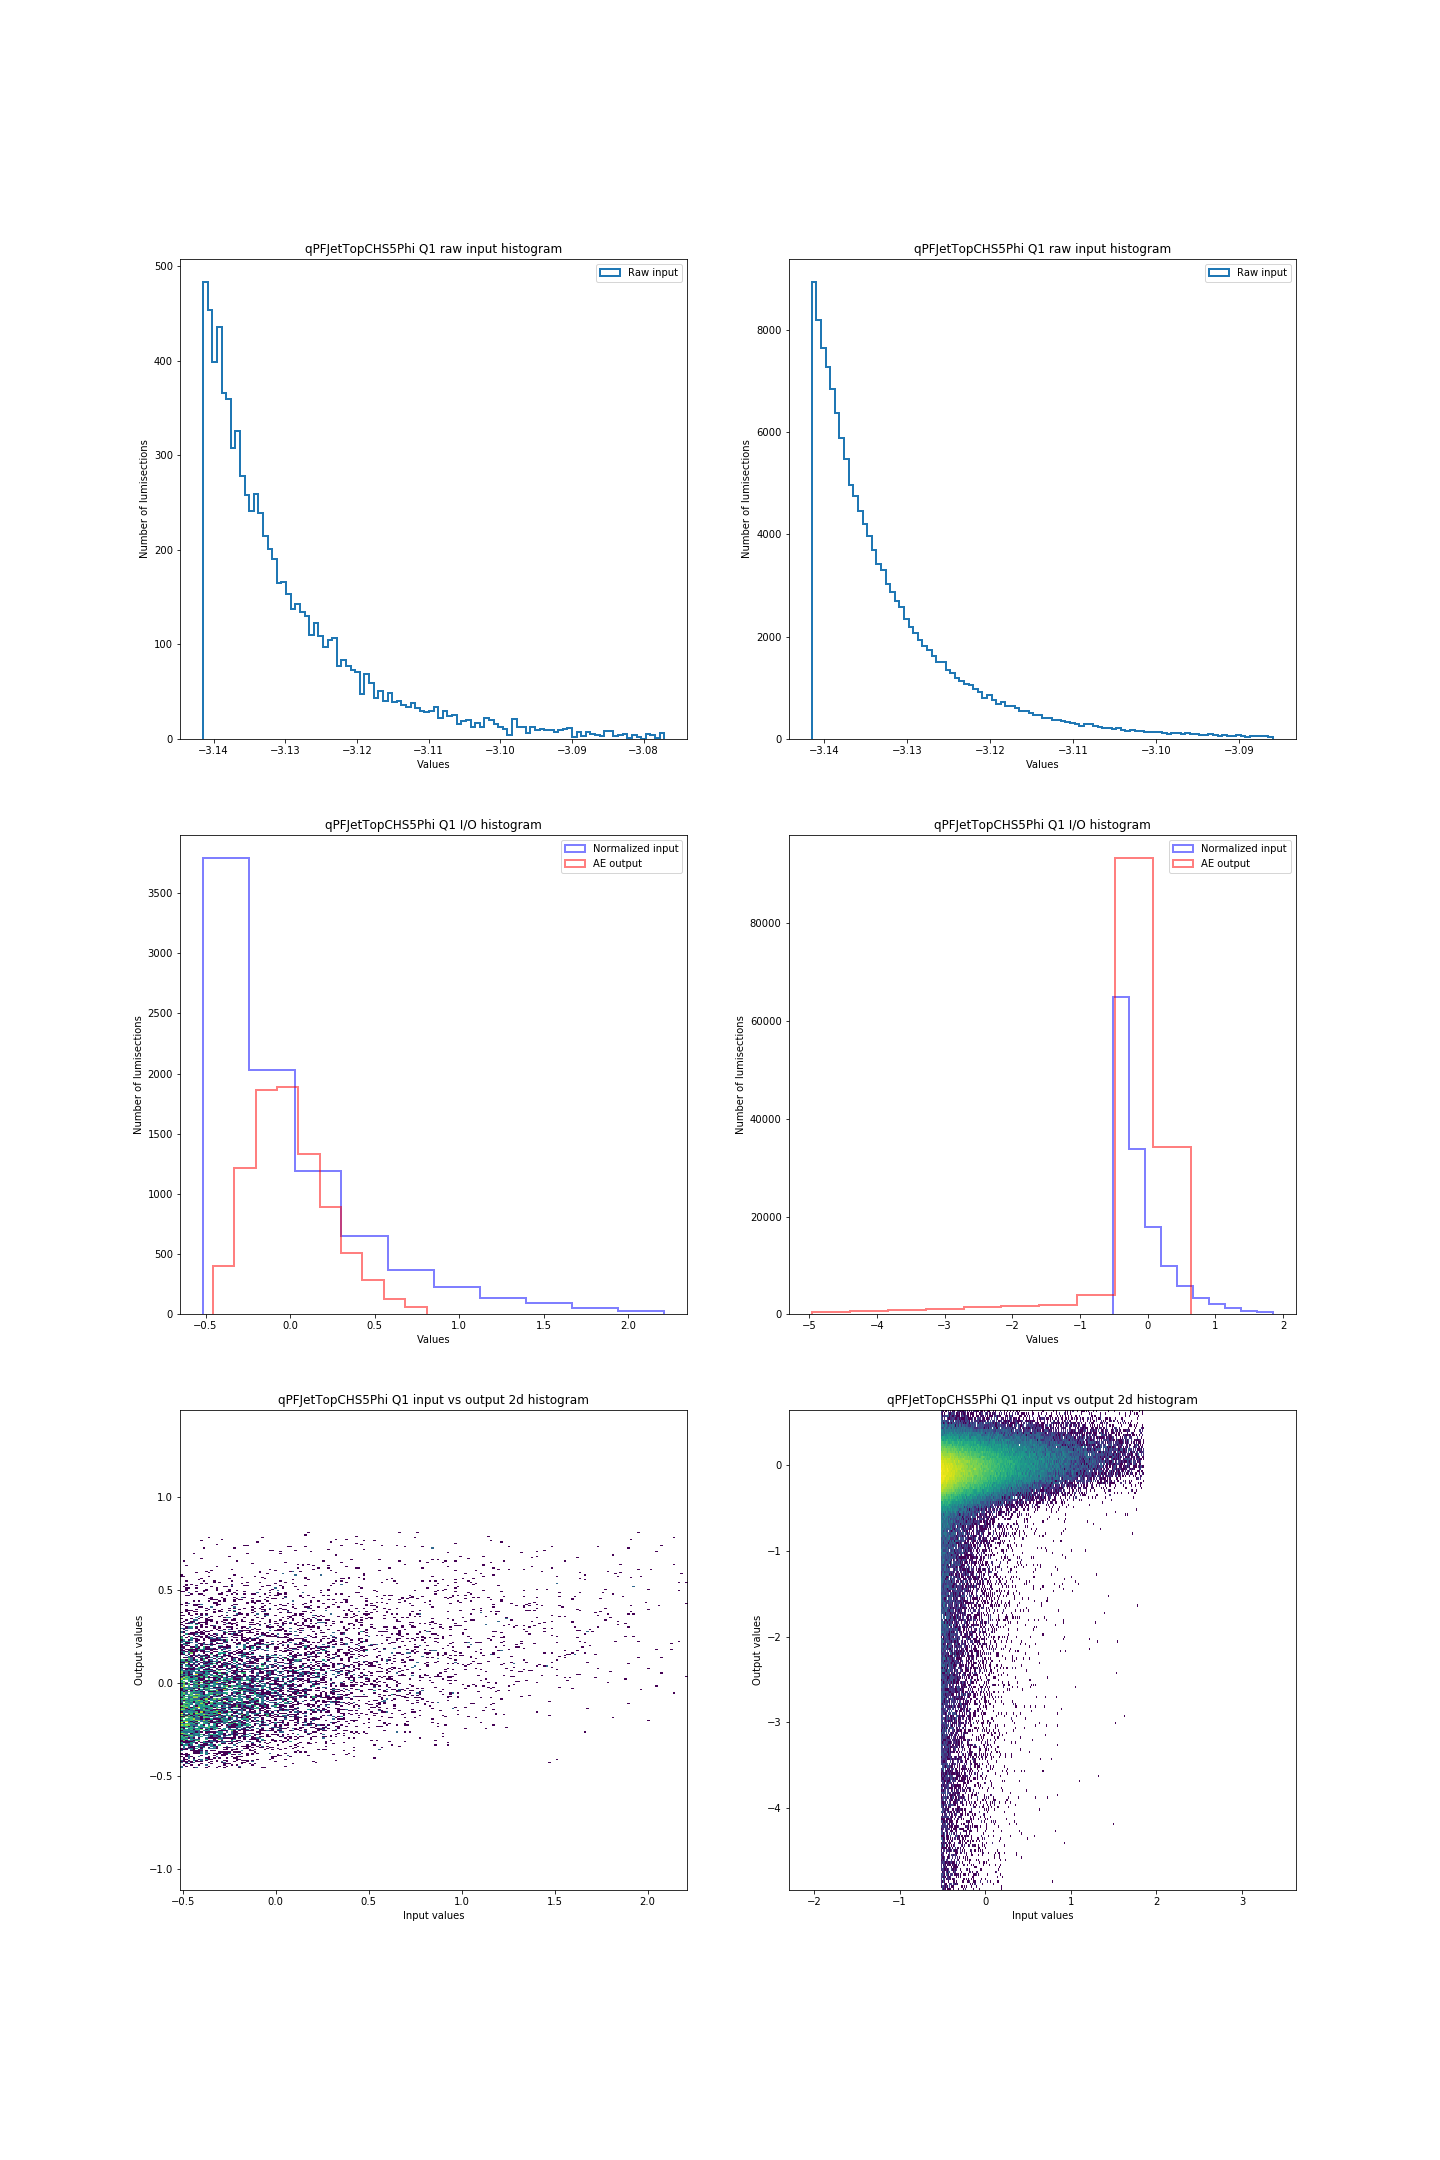 qPFJetTopCHS5Phi Q1 raw input histogram
Raw input
500
400
300
200
100
0
Number of lumisections
−3.14 −3.13 −3.12 −3.11 −3.10 −3.09 −3.08
Values
qPFJetTopCHS5Phi Q1 raw input histogram
Raw input
8000
6000
4000
2000
0
Number of lumisections
−3.14 −3.13 −3.12 −3.11 −3.10 −3.09
Values
qPFJetTopCHS5Phi Q1 I/O histogram
Normalized input
AE output
3500
3000
2500
2000
1500
1000
500
0
Number of lumisections
−0.5 0.0 0.5 1.0 1.5 2.0
Values
qPFJetTopCHS5Phi Q1 I/O histogram
Normalized input
AE output
80000
60000
40000
20000
0
Number of lumisections
−5 −4 −3 −2 −1 0 1 2
Values
qPFJetTopCHS5Phi Q1 input vs output 2d histogram
1.0
0.5
0.0
−0.5
−1.0
Output values
−0.5 0.0 0.5 1.0 1.5 2.0
Input values
qPFJetTopCHS5Phi Q1 input vs output 2d histogram
0
−1
−2
−3
−4
Output values
−2 −1 0 1 2 3
Input values